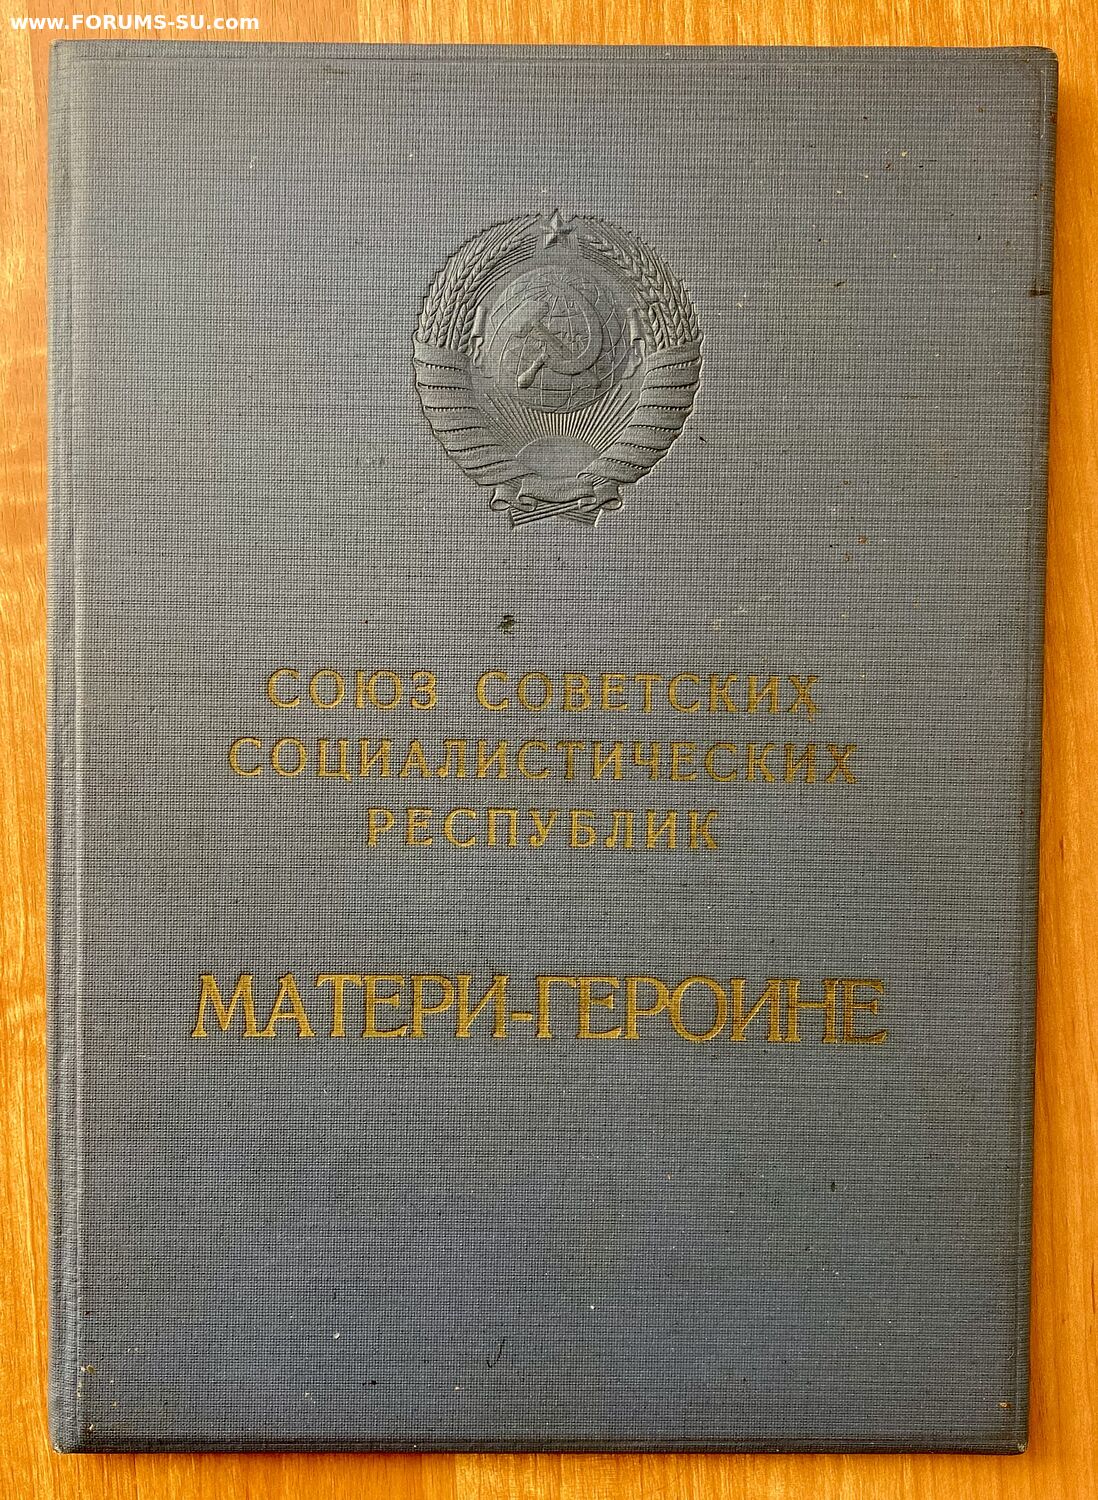 www.FORUMS-SU.com
СОЮЗ СОВЕТСКИХ
СОЦИАЛИСТИЧЕСКИХ
РЕСПУБЛИК
МАТЕРИ-ГЕРОИНЕ